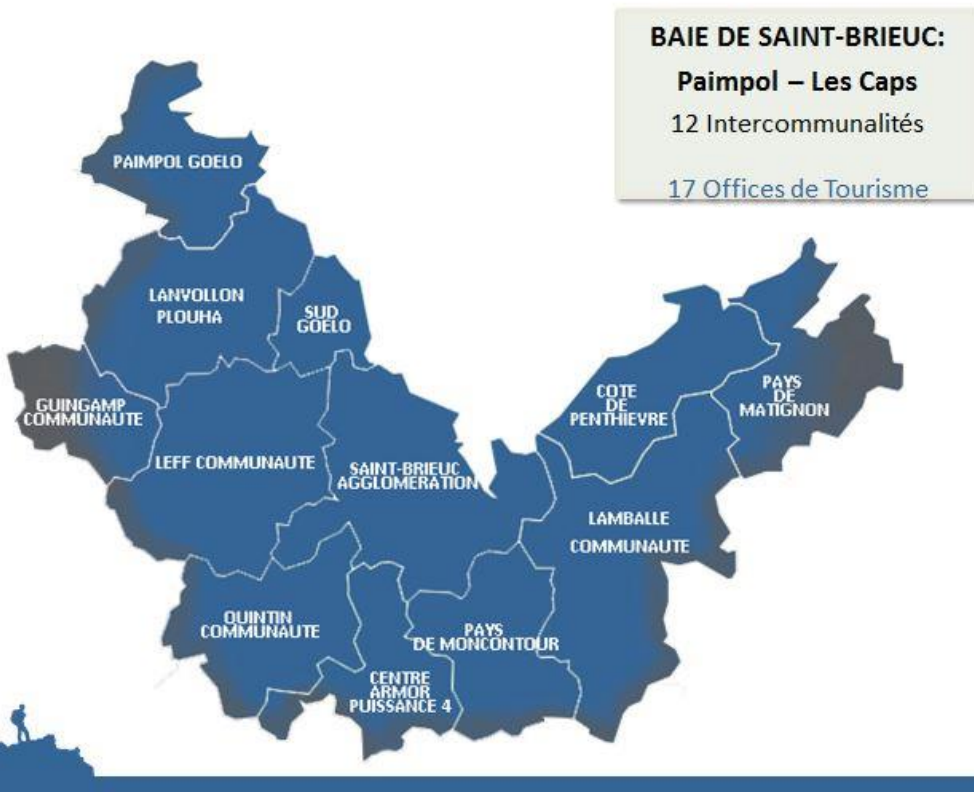 BAIE DE SAINT-BRIEUC:
Paimpol – Les Caps
12 Intercommunalités
17 Offices de Tourisme
PAIMPOL GOELO
LANVOLLON
PLOUHA
SUD
GOELO
GUINGAMP
COMMUNAUTE
LEFF COMMUNAUTE
SAINT-BRIEUC
AGGLOMERATION
COTE
DE
PENTHIEVRE
PAYS
DE
MATIGNON
LAMBALLE
COMMUNAUTE
QUINTIN
COMMUNAUTE
PAYS
DE MONCONTOUR
CENTRE
ARMOR
PUISSANCE 4